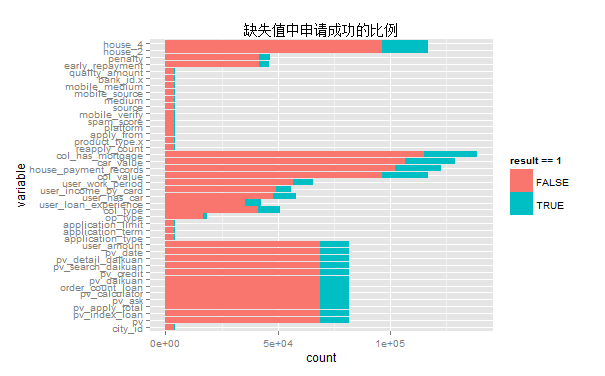 缺失值中申请成功的比例
variable
house_4
house_2
penalty
early_repayment
quality_amount
bank_id.x
mobile_medium
mobile_source
medium
source
mobile_verify
spam_score
platform
apply_from
product_type.x
reapply_count
col_has_mortgage
car_value
house_payment_records
col_value
user_work_period
user_income_by_card
user_has_car
user_loan_experience
col_type
op_type
application_limit
application_term
application_type
user_amount
pv_date
pv_detail_daikuan
pv_search_daikuan
pv_credit
pv_daikuan
order_count_loan
pv_calculator
pv_ask
pv_apply_total
pv_index_loan
pv
city_id
0e+00 5e+04 1e+05
count
result == 1
FALSE
TRUE